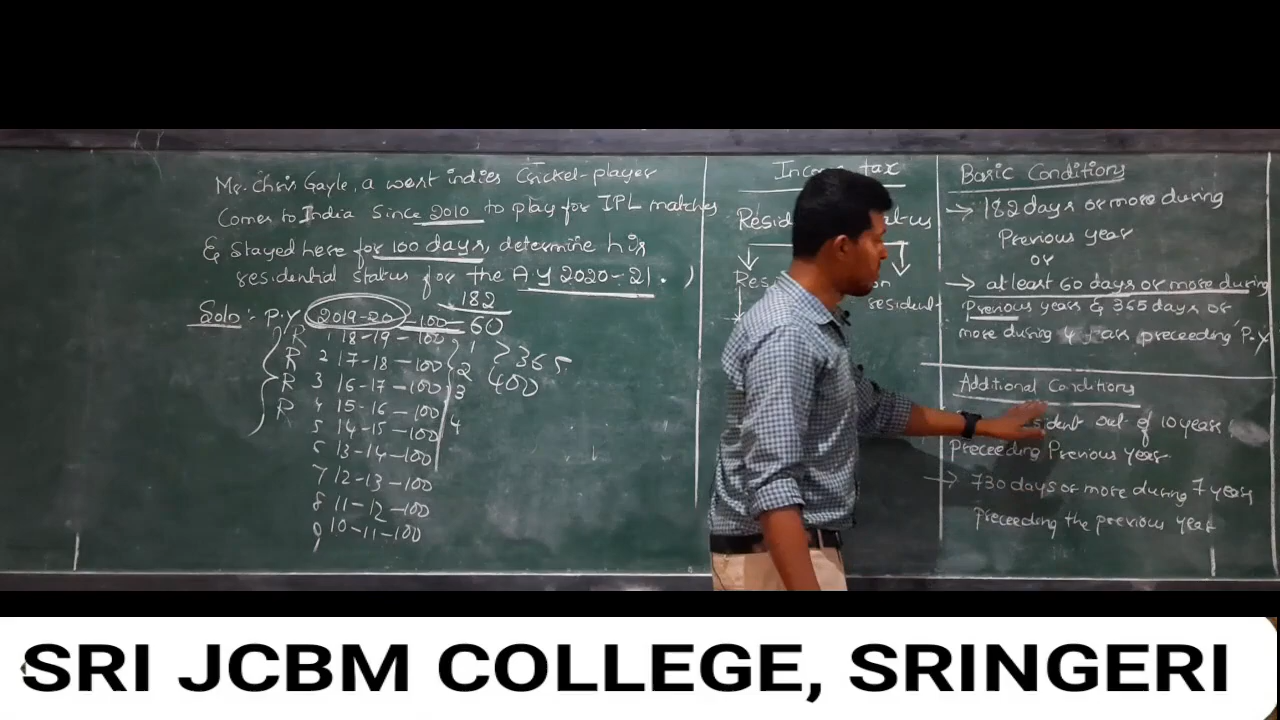 Mr. Chris Gayle, a west indies Cricket-player
Comes to India Since 2010 to play for IPL matches
& Stayed here for 100 days, determine his
residential status for the A.Y 2020-21. )
Soln :- P.Y 2019-20 -100 - 60
182
R 1 18-19-100 } 1 > 365
R 2 17-18-100 2 400
R 3 16-17-100 3
R 4 15-16-100 4
5 14-15-100
6 13-14-100
7 12-13-100
8 11-12-100
9 10-11-100
tax
resident
Basic Conditions
→ 182 days or more during
Previous year
or
→ at least 60 days or more during
Previous years & 365 days or
more during 4 preceeding P.Y
Additional Conditions
out of 10 years
preceeding Previous year
→ 730 days or more during 7 years
preceeding the previous year
SRI JCBM COLLEGE, SRINGERI